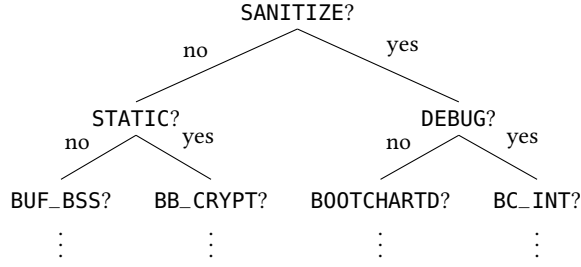 SANITIZE?
no yes
STATIC? DEBUG?
no yes no yes
BUF_BSS? BB_CRYPT? BOOTCHARTD? BC_INT?